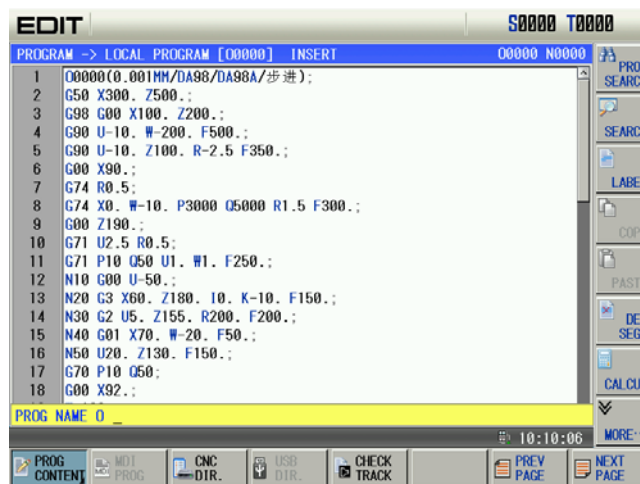 EDIT
S0000 T0000
PROGRAM -> LOCAL PROGRAM [O0000] INSERT
O0000 N0000
1 O0000(0.001MM/DA98/DA98A/步进);
2 G50 X300. Z500.;
3 G98 G00 X100. Z200.;
4 G90 U-10. W-200. F500.;
5 G90 U-10. Z100. R-2.5 F350.;
6 G00 X90.;
7 G74 R0.5;
8 G74 X0. W-10. P3000 Q5000 R1.5 F300.;
9 G00 Z190.;
10 G71 U2.5 R0.5;
11 G71 P10 Q50 U1. W1. F250.;
12 N10 G00 U-50.;
13 N20 G3 X60. Z180. I0. K-10. F150.;
14 N30 G2 U5. Z155. R200. F200.;
15 N40 G01 X70. W-20. F50.;
16 N50 U20. Z130. F150.;
17 G70 P10 Q50;
18 G00 X92.;
PROG NAME O _
10:10:06
PRO
SEARC
SEARC
LABE
COP
PAST
DE
SEG
CALCU
MORE··
PROG
CONTENT
MDI
PROG
CNC
DIR.
USB
DIR.
CHECK
TRACK
PREV
PAGE
NEXT
PAGE